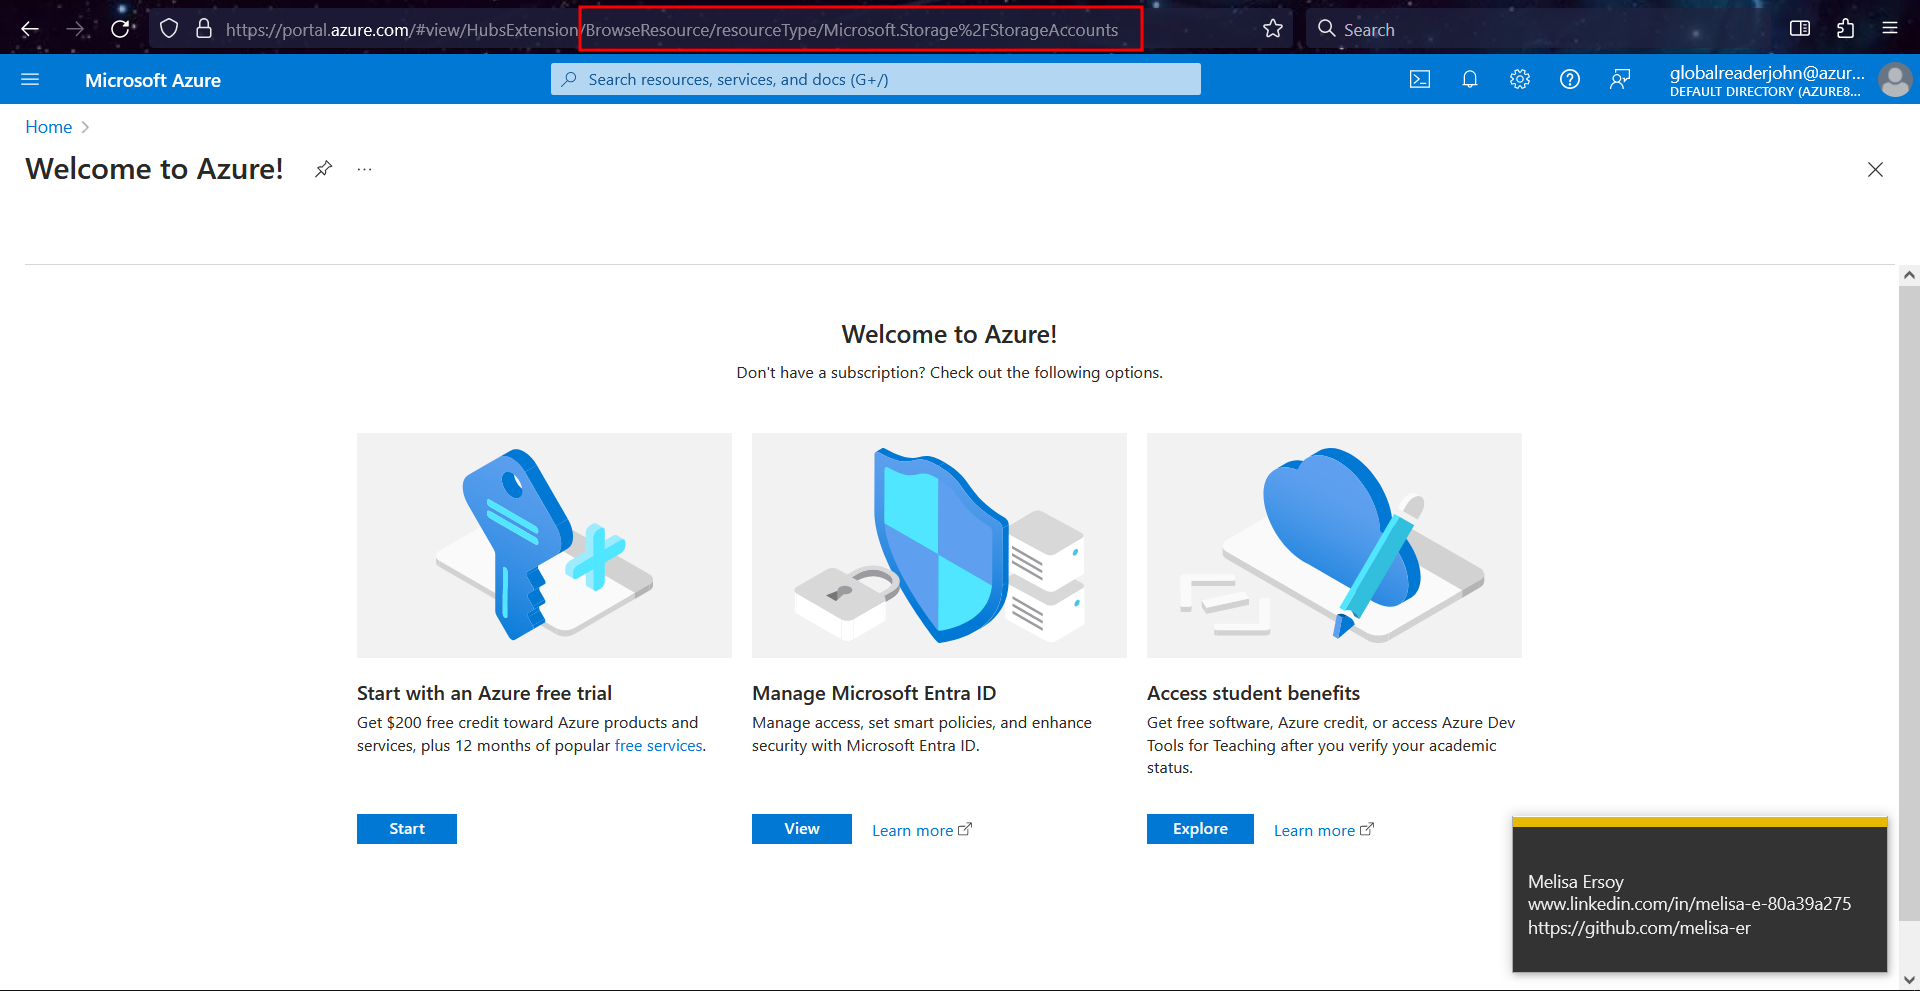 https://portal.azure.com/#view/HubsExtension/BrowseResource/resourceType/Microsoft.Storage%2FStorageAccounts
Search
Microsoft Azure
Search resources, services, and docs (G+/)
globalreaderjohn@azur...
DEFAULT DIRECTORY (AZURE8...
Home
Welcome to Azure!
Welcome to Azure!
Don't have a subscription? Check out the following options.
Start with an Azure free trial
Get $200 free credit toward Azure products and
services, plus 12 months of popular free services.
Start
Manage Microsoft Entra ID
Manage access, set smart policies, and enhance
security with Microsoft Entra ID.
View
Learn more
Access student benefits
Get free software, Azure credit, or access Azure Dev
Tools for Teaching after you verify your academic
status.
Explore
Learn more
Melisa Ersoy
www.linkedin.com/in/melisa-e-80a39a275
https://github.com/melisa-er